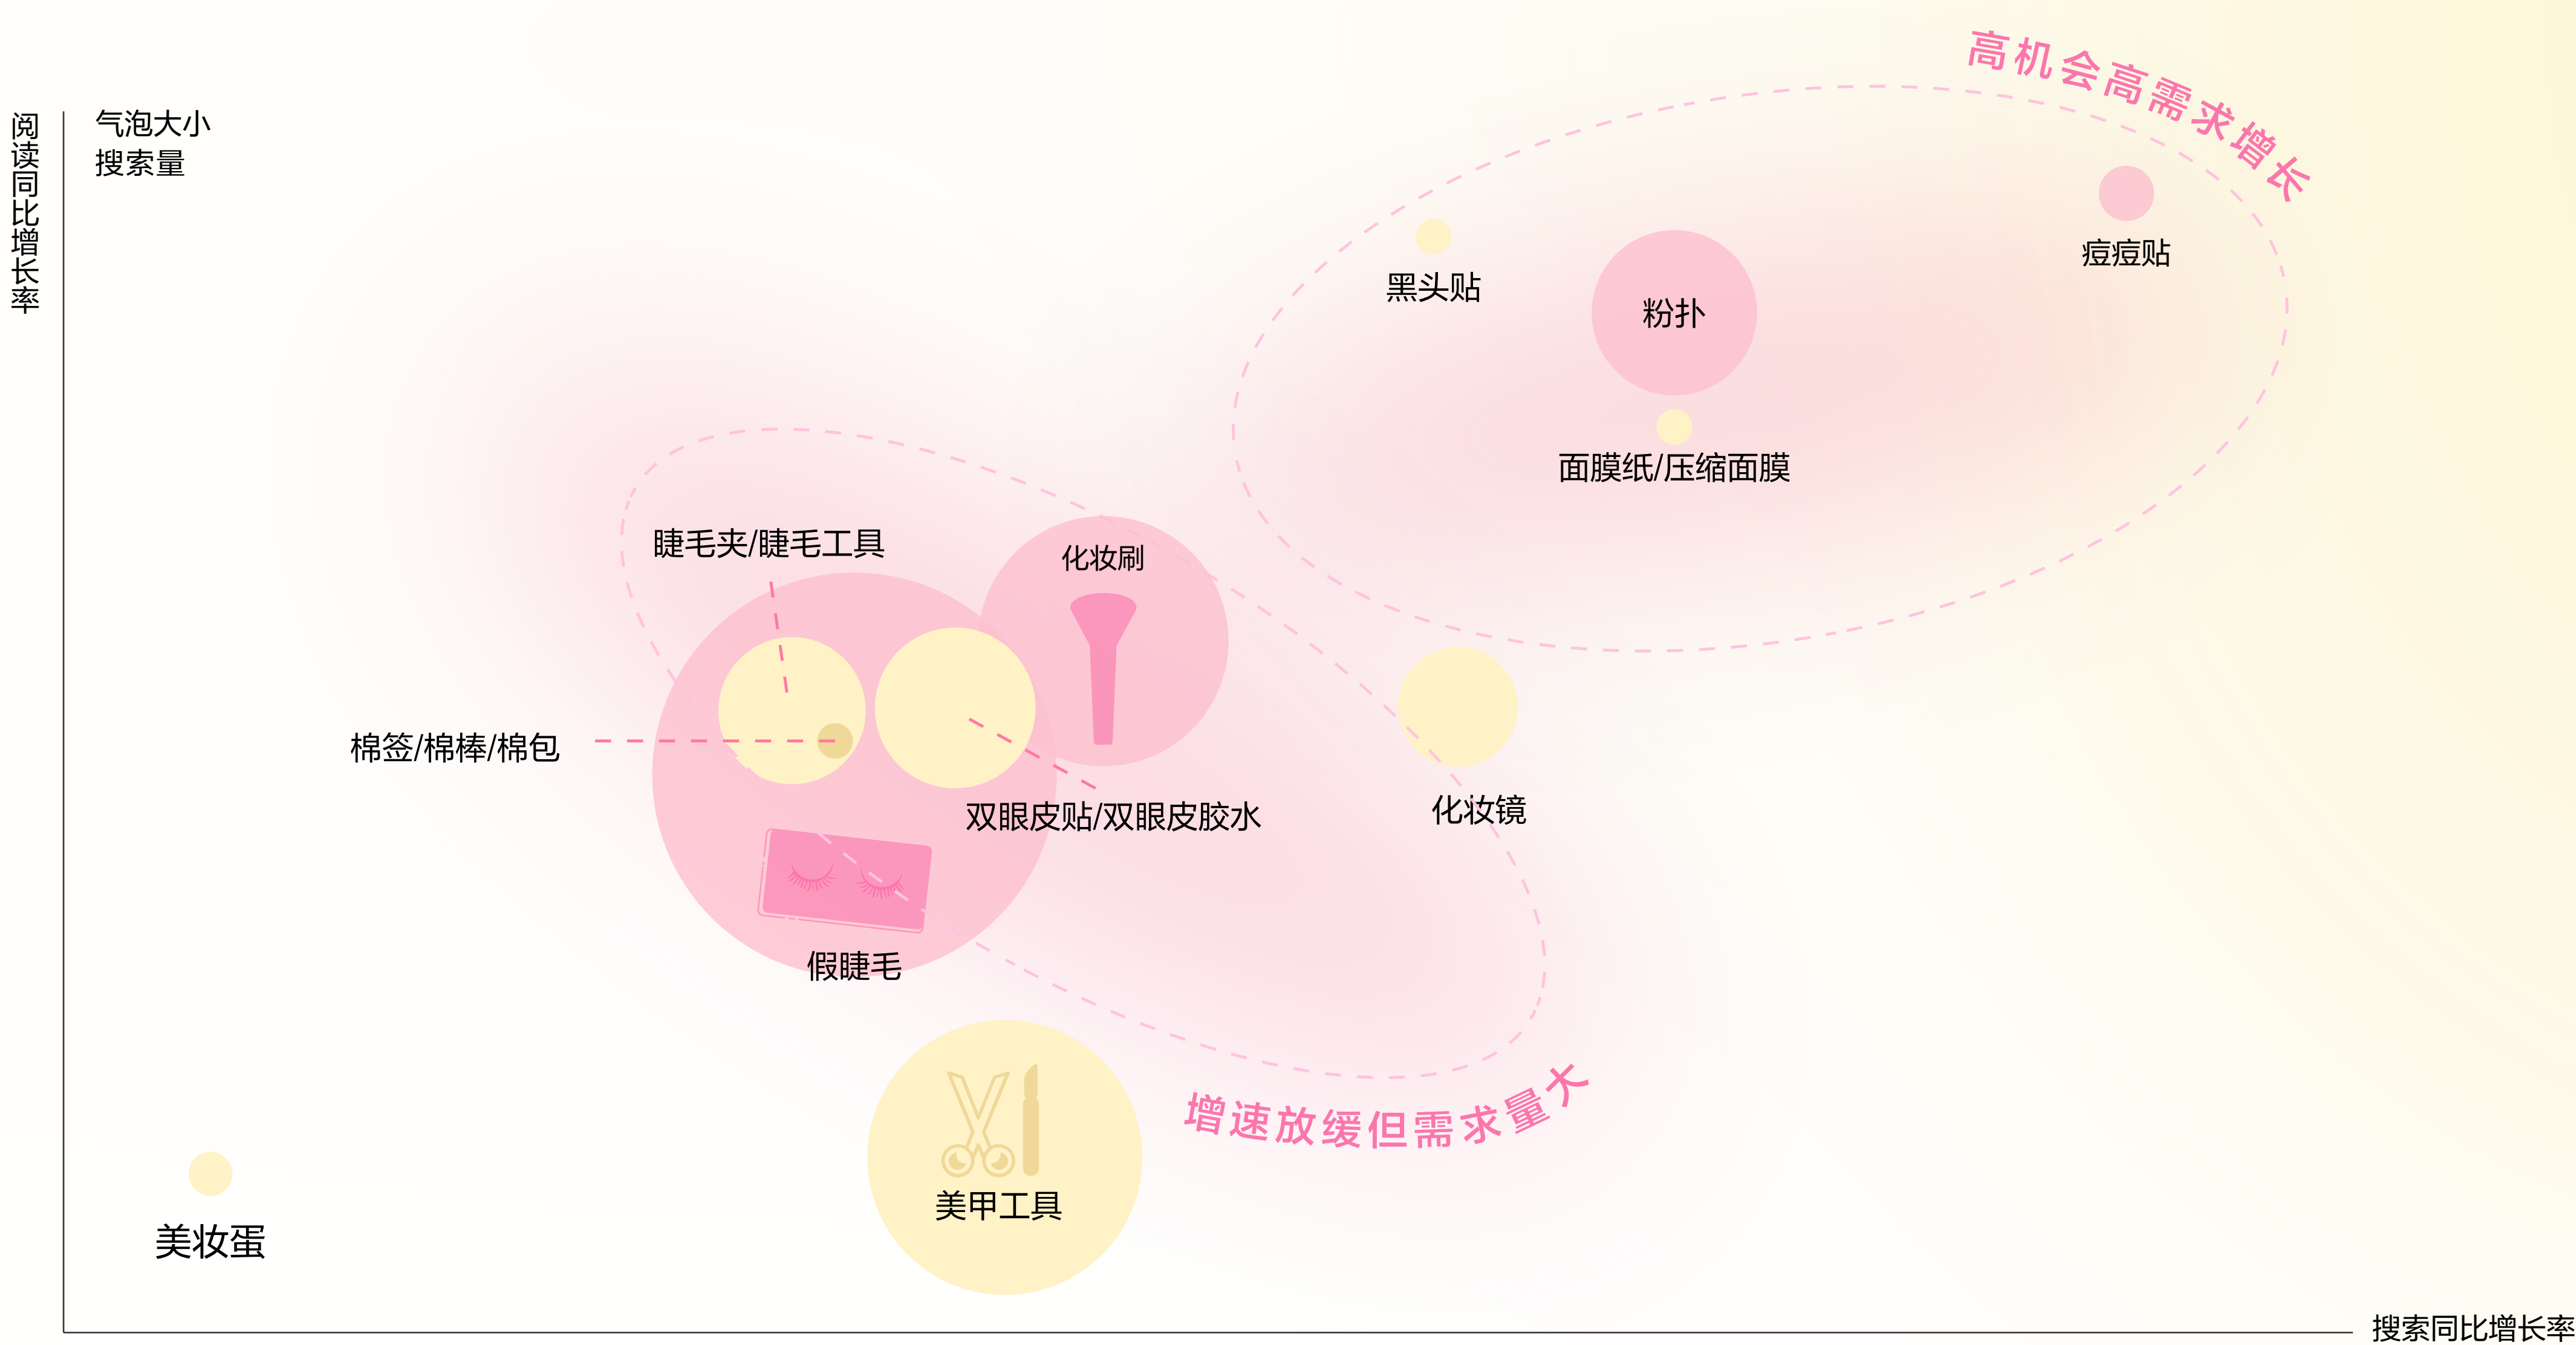 高机会高需求增长
阅读同比增长率
气泡大小
搜索量
痘痘贴
黑头贴
粉扑
面膜纸/压缩面膜
睫毛夹/睫毛工具
化妆刷
棉签/棉棒/棉包
双眼皮贴/双眼皮胶水
化妆镜
假睫毛
增速放缓但需求量大
美甲工具
美妆蛋
搜索同比增长率